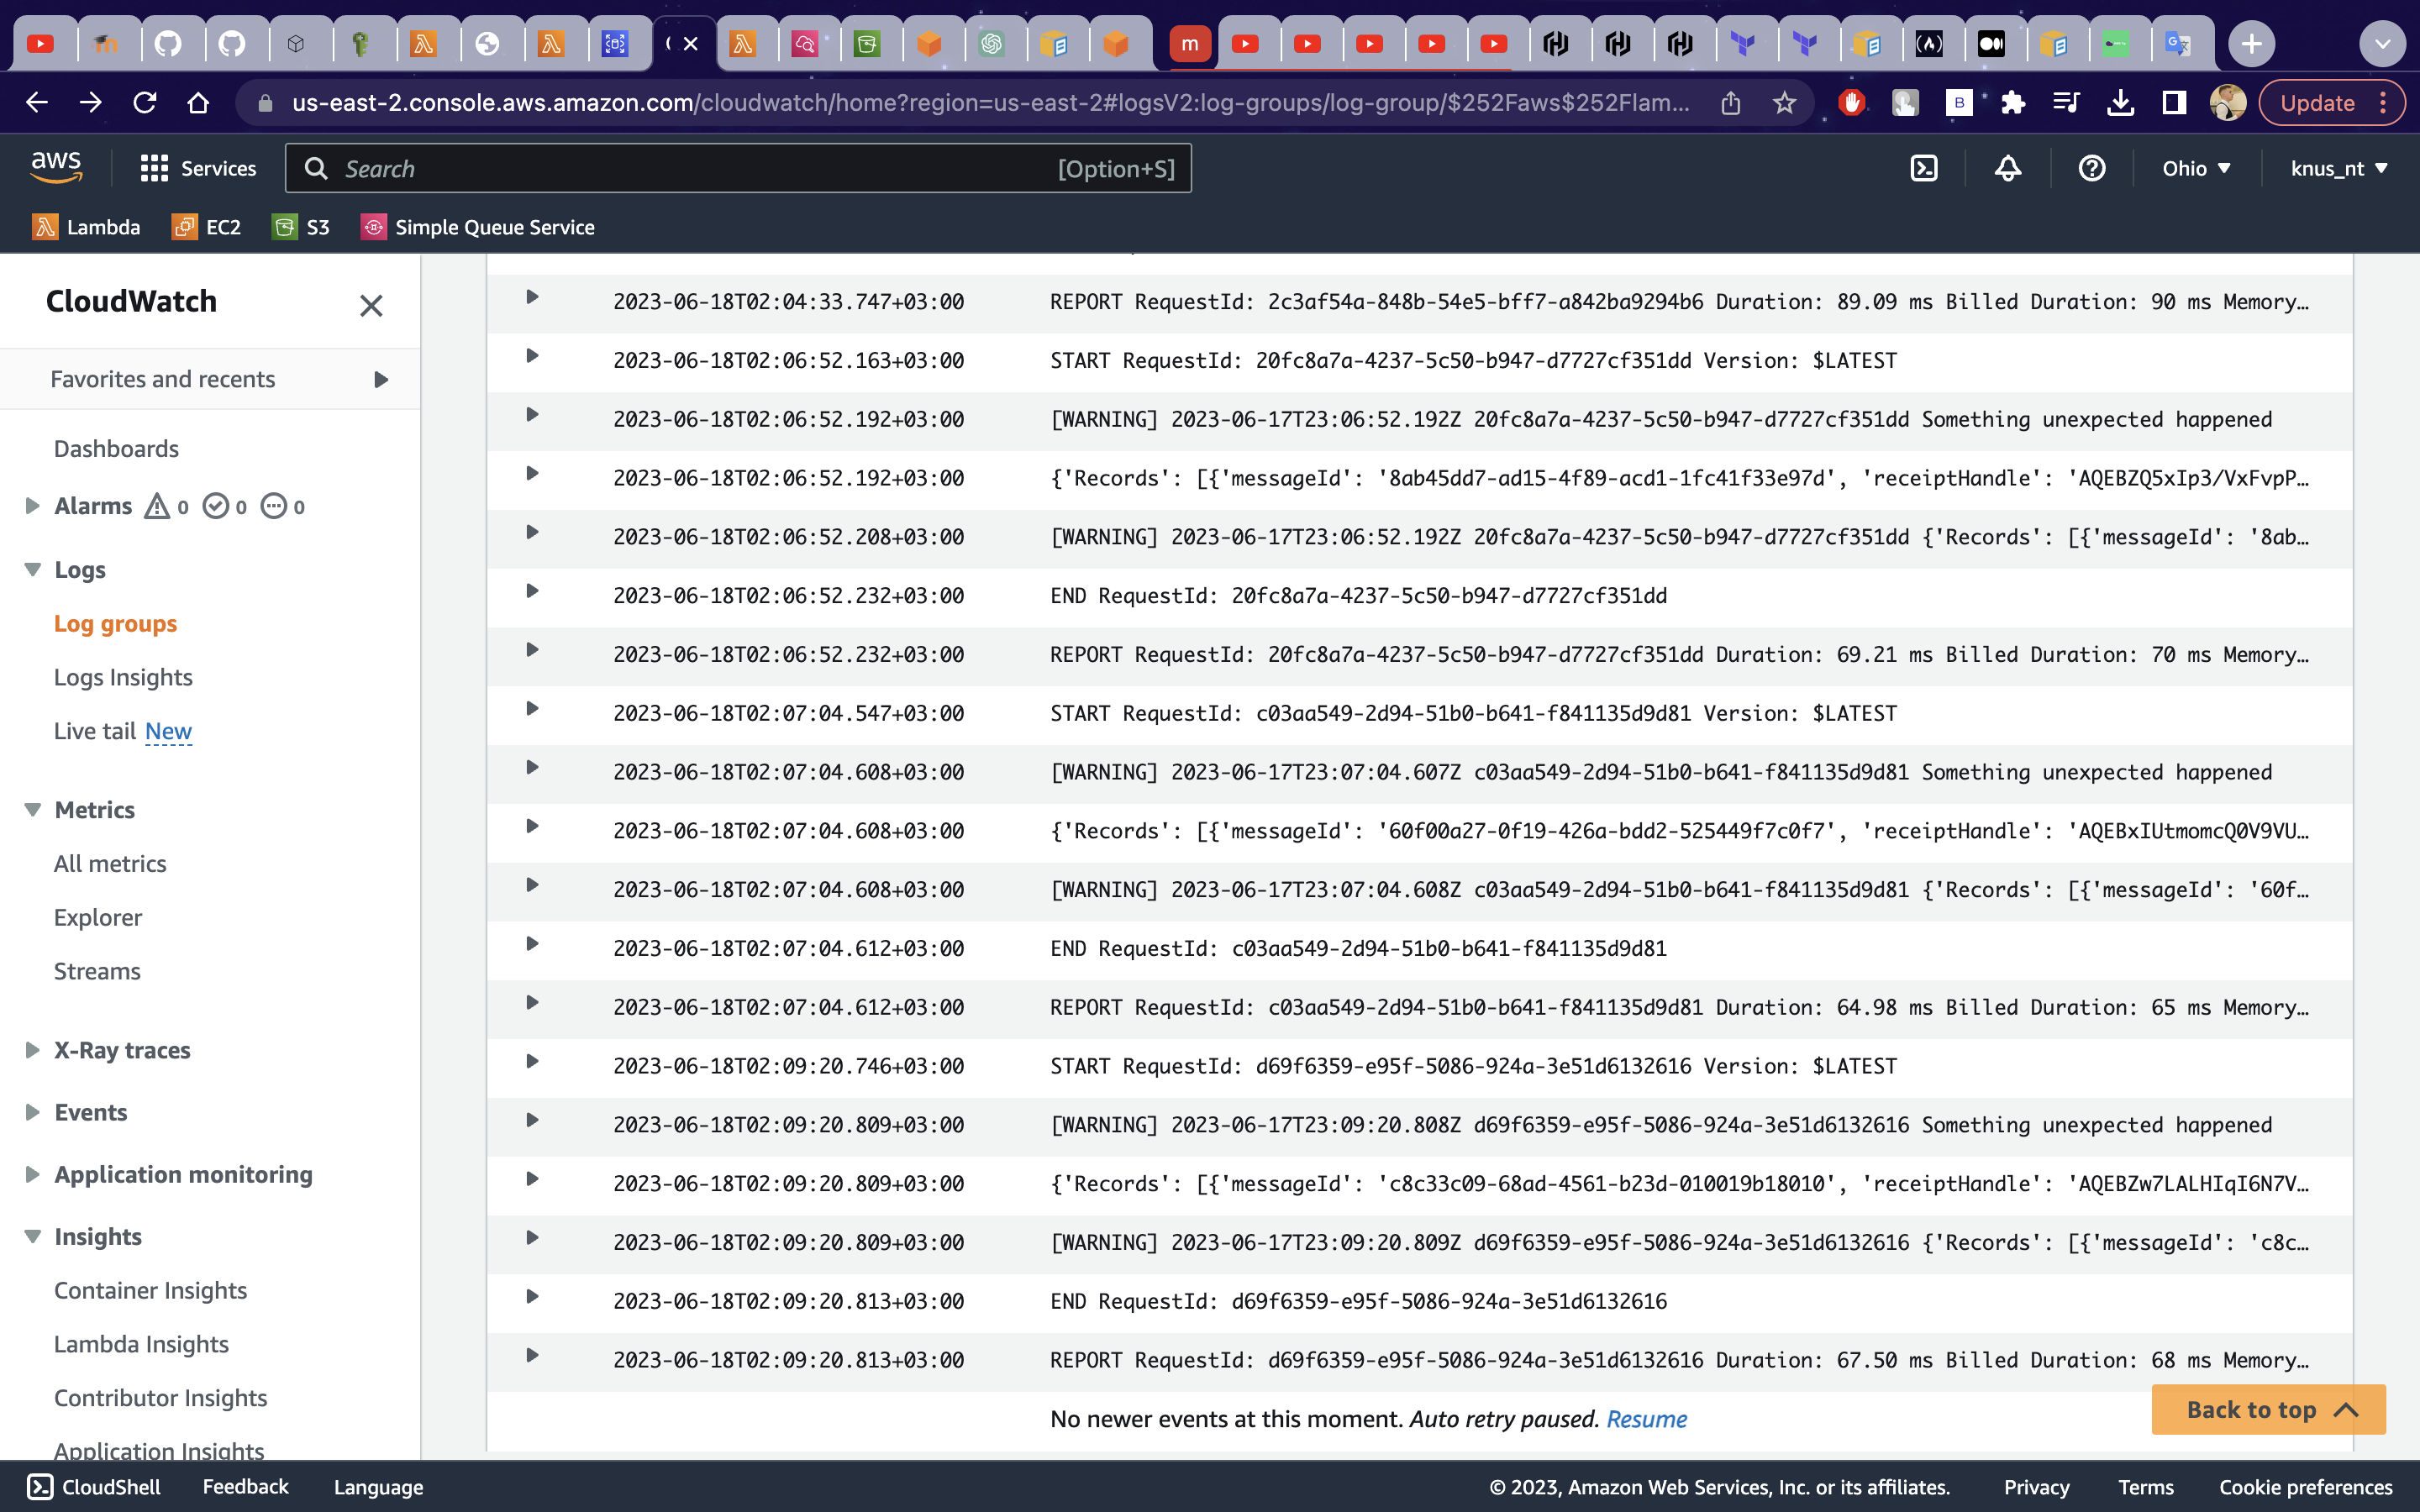 m
us-east-2.console.aws.amazon.com/cloudwatch/home?region=us-east-2#logsV2:log-groups/log-group/$252Faws$252Flam...
B
Update
aws
Services
Search
[Option+S]
Ohio
knus_nt
Lambda
EC2
S3
Simple Queue Service
CloudWatch
Favorites and recents
Dashboards
Alarms 0 0 0
Logs
Log groups
Logs Insights
Live tail New
Metrics
All metrics
Explorer
Streams
X-Ray traces
Events
Application monitoring
Insights
Container Insights
Lambda Insights
Contributor Insights
Application Insights
2023-06-18T02:04:33.747+03:00 REPORT RequestId: 2c3af54a-848b-54e5-bff7-a842ba9294b6 Duration: 89.09 ms Billed Duration: 90 ms Memory…
2023-06-18T02:06:52.163+03:00 START RequestId: 20fc8a7a-4237-5c50-b947-d7727cf351dd Version: $LATEST
2023-06-18T02:06:52.192+03:00 [WARNING] 2023-06-17T23:06:52.192Z 20fc8a7a-4237-5c50-b947-d7727cf351dd Something unexpected happened
2023-06-18T02:06:52.192+03:00 {'Records': [{'messageId': '8ab45dd7-ad15-4f89-acd1-1fc41f33e97d', 'receiptHandle': 'AQEBZQ5xIp3/VxFvpP…
2023-06-18T02:06:52.208+03:00 [WARNING] 2023-06-17T23:06:52.192Z 20fc8a7a-4237-5c50-b947-d7727cf351dd {'Records': [{'messageId': '8ab…
2023-06-18T02:06:52.232+03:00 END RequestId: 20fc8a7a-4237-5c50-b947-d7727cf351dd
2023-06-18T02:06:52.232+03:00 REPORT RequestId: 20fc8a7a-4237-5c50-b947-d7727cf351dd Duration: 69.21 ms Billed Duration: 70 ms Memory…
2023-06-18T02:07:04.547+03:00 START RequestId: c03aa549-2d94-51b0-b641-f841135d9d81 Version: $LATEST
2023-06-18T02:07:04.608+03:00 [WARNING] 2023-06-17T23:07:04.607Z c03aa549-2d94-51b0-b641-f841135d9d81 Something unexpected happened
2023-06-18T02:07:04.608+03:00 {'Records': [{'messageId': '60f00a27-0f19-426a-bdd2-525449f7c0f7', 'receiptHandle': 'AQEBxIUtmomcQ0V9VU…
2023-06-18T02:07:04.608+03:00 [WARNING] 2023-06-17T23:07:04.608Z c03aa549-2d94-51b0-b641-f841135d9d81 {'Records': [{'messageId': '60f…
2023-06-18T02:07:04.612+03:00 END RequestId: c03aa549-2d94-51b0-b641-f841135d9d81
2023-06-18T02:07:04.612+03:00 REPORT RequestId: c03aa549-2d94-51b0-b641-f841135d9d81 Duration: 64.98 ms Billed Duration: 65 ms Memory…
2023-06-18T02:09:20.746+03:00 START RequestId: d69f6359-e95f-5086-924a-3e51d6132616 Version: $LATEST
2023-06-18T02:09:20.809+03:00 [WARNING] 2023-06-17T23:09:20.808Z d69f6359-e95f-5086-924a-3e51d6132616 Something unexpected happened
2023-06-18T02:09:20.809+03:00 {'Records': [{'messageId': 'c8c33c09-68ad-4561-b23d-010019b18010', 'receiptHandle': 'AQEBZw7LALHIqI6N7V…
2023-06-18T02:09:20.809+03:00 [WARNING] 2023-06-17T23:09:20.809Z d69f6359-e95f-5086-924a-3e51d6132616 {'Records': [{'messageId': 'c8c…
2023-06-18T02:09:20.813+03:00 END RequestId: d69f6359-e95f-5086-924a-3e51d6132616
2023-06-18T02:09:20.813+03:00 REPORT RequestId: d69f6359-e95f-5086-924a-3e51d6132616 Duration: 67.50 ms Billed Duration: 68 ms Memory…
No newer events at this moment. Auto retry paused. Resume
Back to top
CloudShell
Feedback
Language
© 2023, Amazon Web Services, Inc. or its affiliates.
Privacy
Terms
Cookie preferences